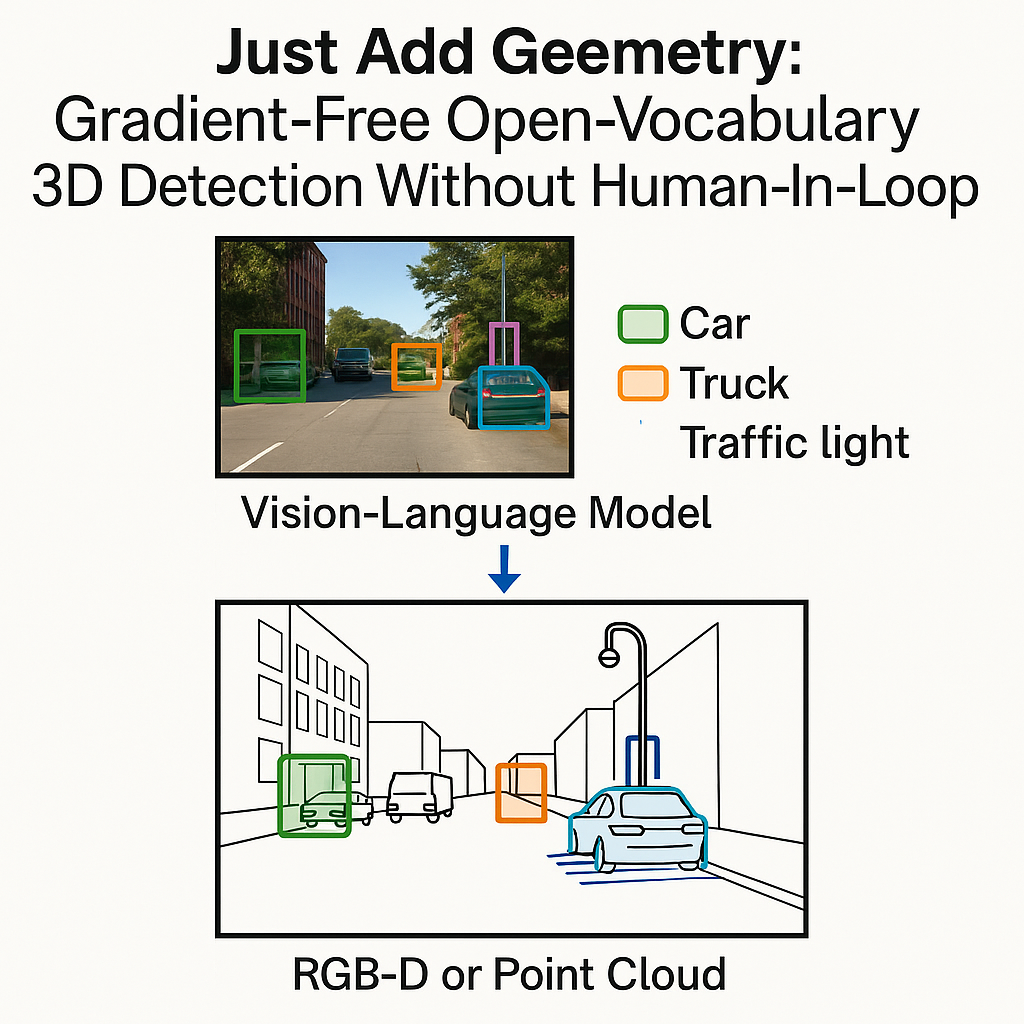 Just Add Geemetry:
Gradient-Free Open-Vocabulary
3D Detection Without Human-In-Loop
Car
Truck
Traffic light
Vision-Language Model
RGB-D or Point Cloud